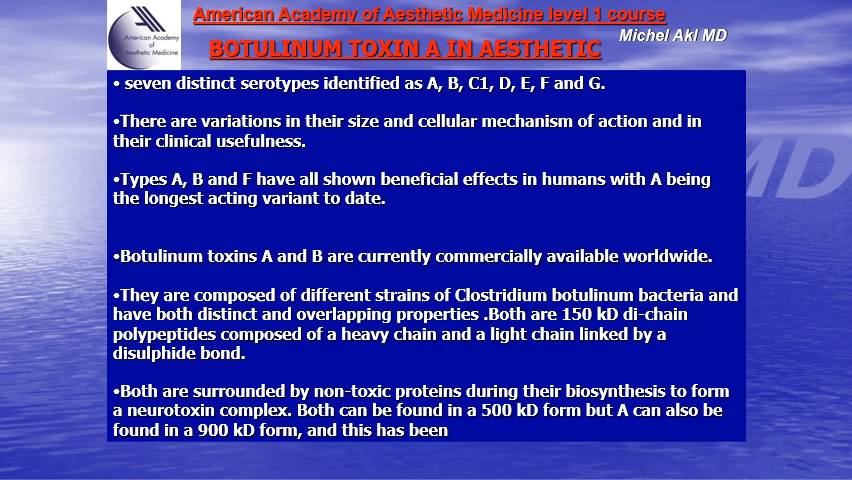 American Academy of Aesthetic Medicine level 1 course
American Academy
of
Aesthetic Medicine
BOTULINUM TOXIN A IN AESTHETIC
Michel Akl MD
• seven distinct serotypes identified as A, B, C1, D, E, F and G.
•There are variations in their size and cellular mechanism of action and in
their clinical usefulness.
•Types A, B and F have all shown beneficial effects in humans with A being
the longest acting variant to date.
•Botulinum toxins A and B are currently commercially available worldwide.
•They are composed of different strains of Clostridium botulinum bacteria and
have both distinct and overlapping properties .Both are 150 kD di-chain
polypeptides composed of a heavy chain and a light chain linked by a
disulphide bond.
•Both are surrounded by non-toxic proteins during their biosynthesis to form
a neurotoxin complex. Both can be found in a 500 kD form but A can also be
found in a 900 kD form, and this has been
MD